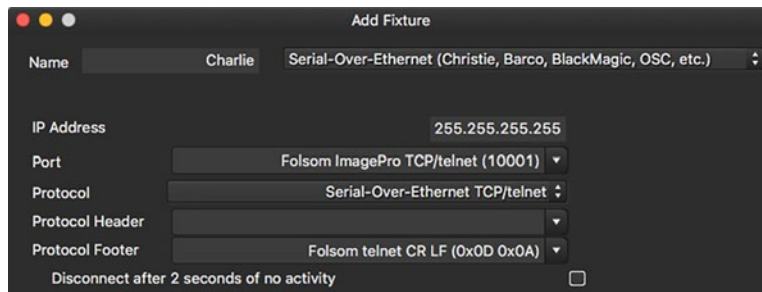 Add Fixture
Name Charlie Serial-Over-Ethernet (Christie, Barco, BlackMagic, OSC, etc.)
IP Address 255.255.255.255
Port Folsom ImagePro TCP/telnet (10001)
Protocol Serial-Over-Ethernet TCP/telnet
Protocol Header
Protocol Footer Folsom telnet CR LF (0x0D 0x0A)
Disconnect after 2 seconds of no activity